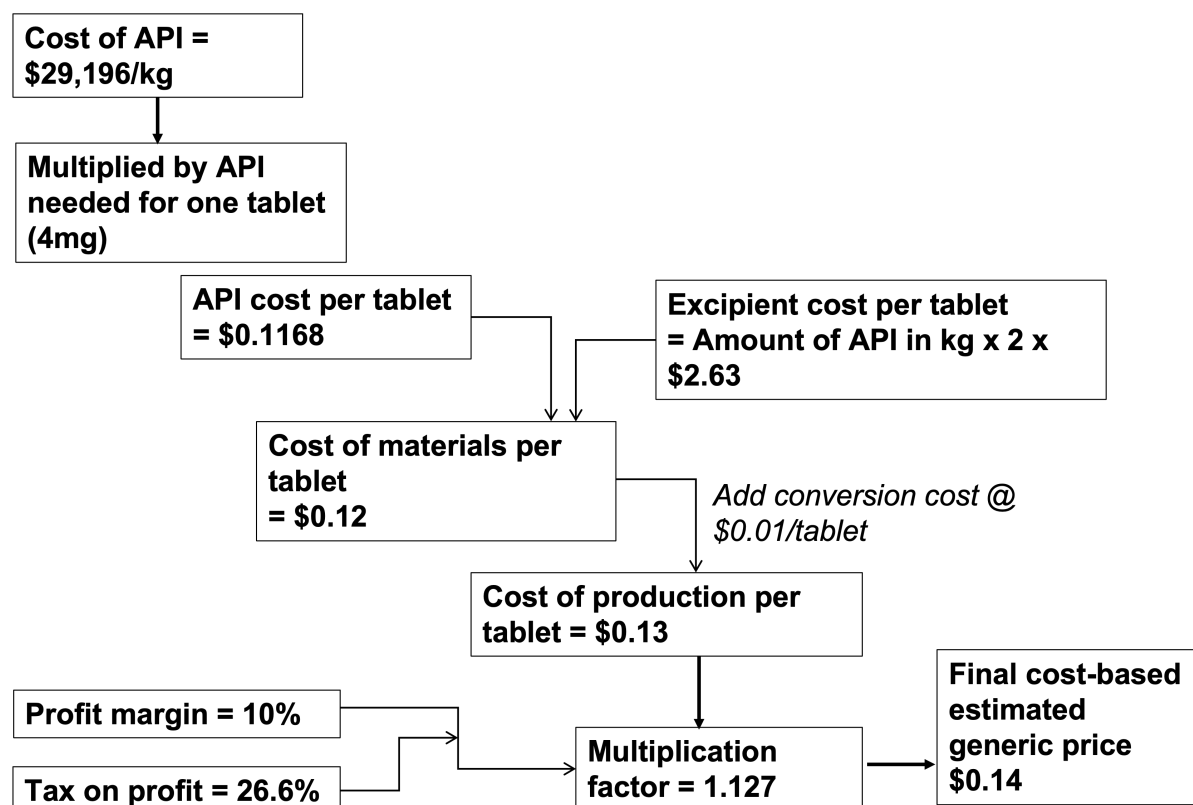 Cost of API =
$29,196/kg
Multiplied by API
needed for one tablet
(4mg)
API cost per tablet
= $0.1168
Excipient cost per tablet
= Amount of API in kg x 2 x
$2.63
Cost of materials per
tablet
= $0.12
Add conversion cost @
$0.01/tablet
Cost of production per
tablet = $0.13
Profit margin = 10%
Tax on profit = 26.6%
Multiplication
factor = 1.127
Final cost-based
estimated
generic price
$0.14